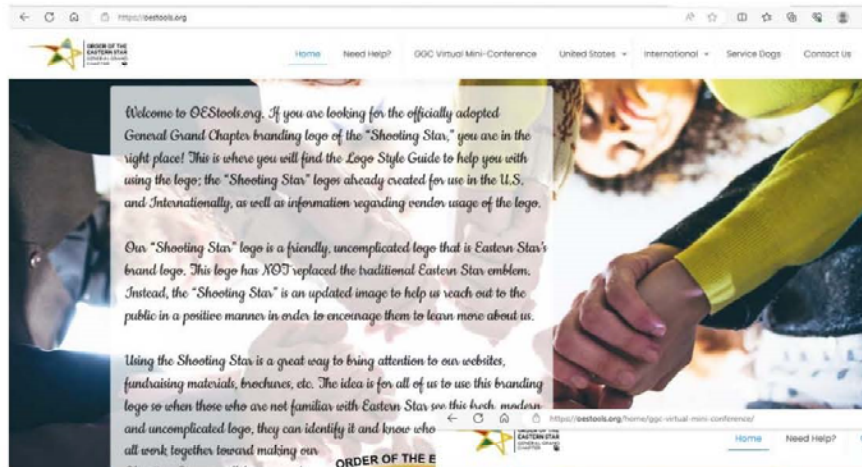 https://oestools.org
ORDER OF THE
EASTERN STAR
GENERAL GRAND
CHAPTER
Home Need Help? GGC Virtual Mini-Conference United States International Service Dogs Contact Us
Welcome to OEStools.org. If you are looking for the officially adopted
General Grand Chapter branding logo of the "Shooting Star," you are in the
right place! This is where you will find the Logo Style Guide to help you with
using the logo; the "Shooting Star" logos already created for use in the U.S.
and Internationally, as well as information regarding vendor usage of the logo.
Our "Shooting Star" logo is a friendly, uncomplicated logo that is Eastern Star's
brand logo. This logo has NOT replaced the traditional Eastern Star emblem.
Instead, the "Shooting Star" is an updated image to help us reach out to the
public in a positive manner in order to encourage them to learn more about us.
Using the Shooting Star is a great way to bring attention to our websites,
fundraising materials, brochures, etc. The idea is for all of us to use this branding
logo so when those who are not familiar with Eastern Star see this fresh, modern
and uncomplicated logo, they can identify it and know who
all work together toward making our
ORDER OF THE E
https://oestools.org/home/ggc-virtual-mini-conference/
EASTERN STAR
GENERAL GRAND
CHAPTER
Home Need Help?